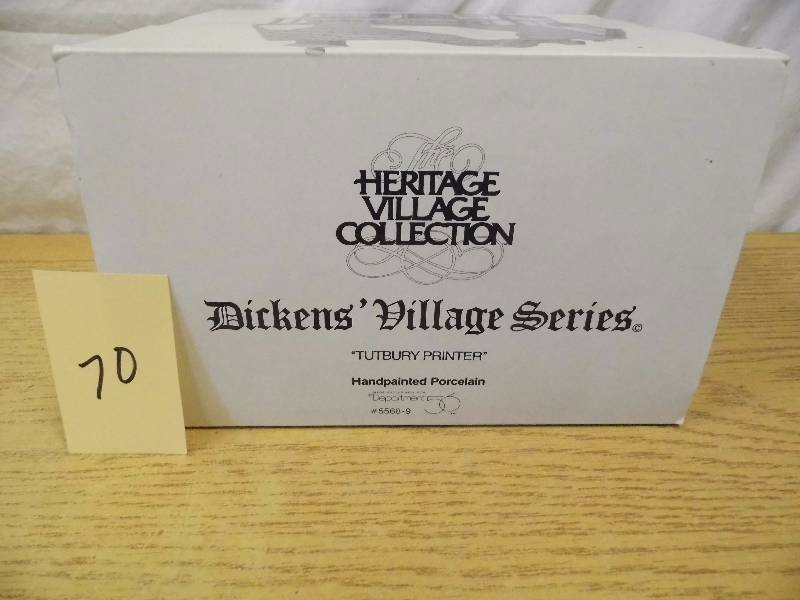 The
HERITAGE
VILLAGE
COLLECTION
Dickens' Village Series©
"TUTBURY PRINTER"
Handpainted Porcelain
Department 56
#5568-9
70